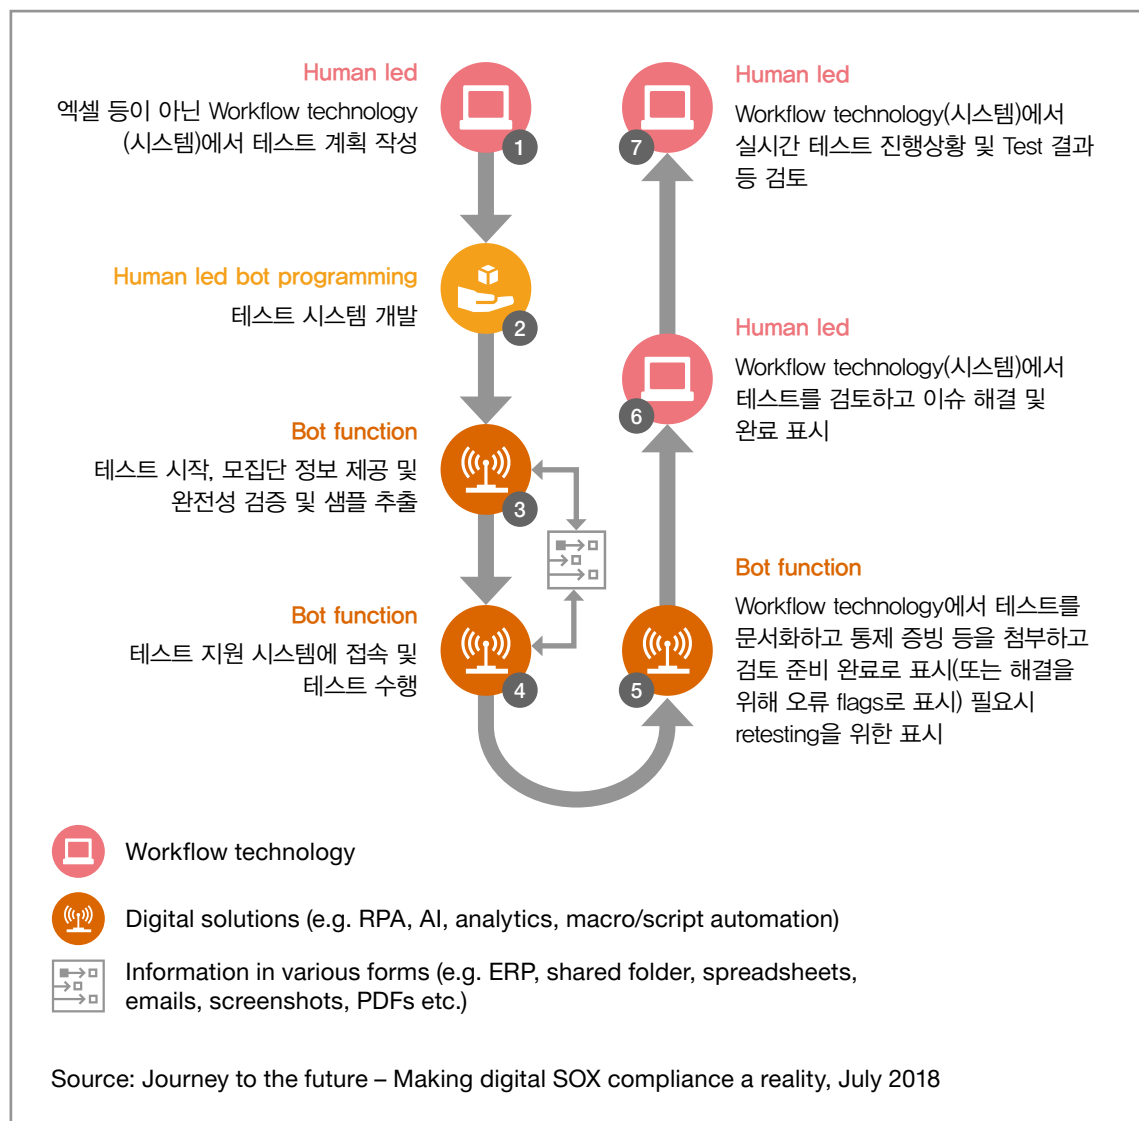 Human led
엑셀 등이 아닌 Workflow technology
(시스템)에서 테스트 계획 작성
1
Human led bot programming
테스트 시스템 개발
2
Bot function
테스트 시작, 모집단 정보 제공 및
완전성 검증 및 샘플 추출
3
Bot function
테스트 지원 시스템에 접속 및
테스트 수행
4
Bot function
Workflow technology에서 테스트를
문서화하고 통제 증빙 등을 첨부하고
검토 준비 완료로 표시(또는 해결을
위해 오류 flags로 표시) 필요시
retesting을 위한 표시
5
Human led
Workflow technology(시스템)에서
테스트를 검토하고 이슈 해결 및
완료 표시
6
Human led
Workflow technology(시스템)에서
실시간 테스트 진행상황 및 Test 결과
등 검토
7
Workflow technology
Digital solutions (e.g. RPA, AI, analytics, macro/script automation)
Information in various forms (e.g. ERP, shared folder, spreadsheets,
emails, screenshots, PDFs etc.)
Source: Journey to the future – Making digital SOX compliance a reality, July 2018